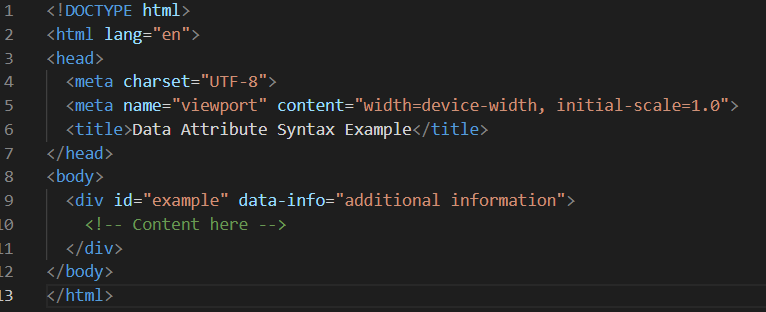 1 <!DOCTYPE html>
2 <html lang="en">
3 <head>
4   <meta charset="UTF-8">
5   <meta name="viewport" content="width=device-width, initial-scale=1.0">
6   <title>Data Attribute Syntax Example</title>
7 </head>
8 <body>
9   <div id="example" data-info="additional information">
10     <!-- Content here -->
11   </div>
12 </body>
13 </html>